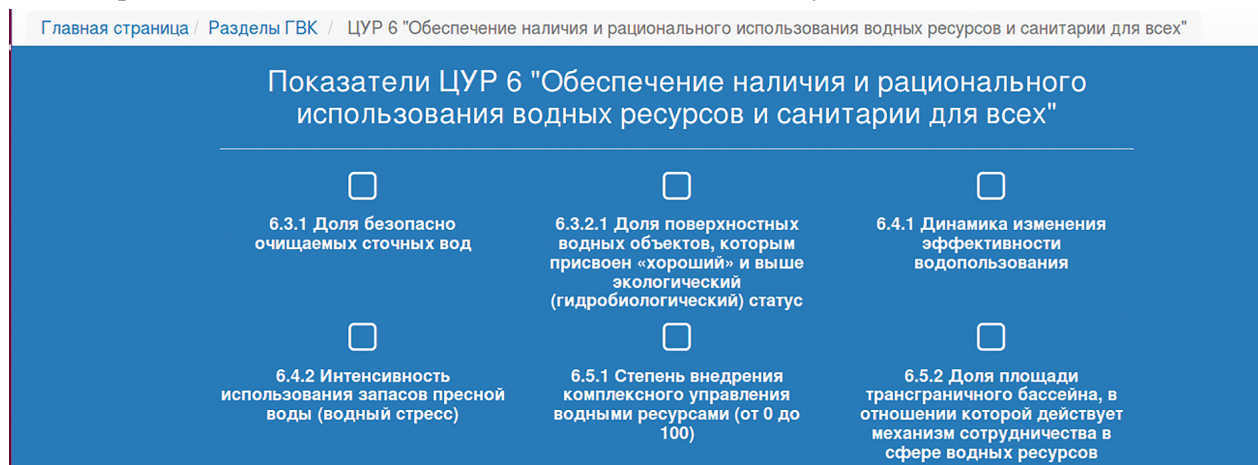 Главная страница / Разделы ГВК / ЦУР 6 "Обеспечение наличия и рационального использования водных ресурсов и санитарии для всех"
Показатели ЦУР 6 "Обеспечение наличия и рационального
использования водных ресурсов и санитарии для всех"
6.3.1 Доля безопасно
очищаемых сточных вод
6.3.2.1 Доля поверхностных
водных объектов, которым
присвоен «хороший» и выше
экологический
(гидробиологический) статус
6.4.1 Динамика изменения
эффективности
водопользования
6.4.2 Интенсивность
использования запасов пресной
воды (водный стресс)
6.5.1 Степень внедрения
комплексного управления
водными ресурсами (от 0 до
100)
6.5.2 Доля площади
трансграничного бассейна, в
отношении которой действует
механизм сотрудничества в
сфере водных ресурсов